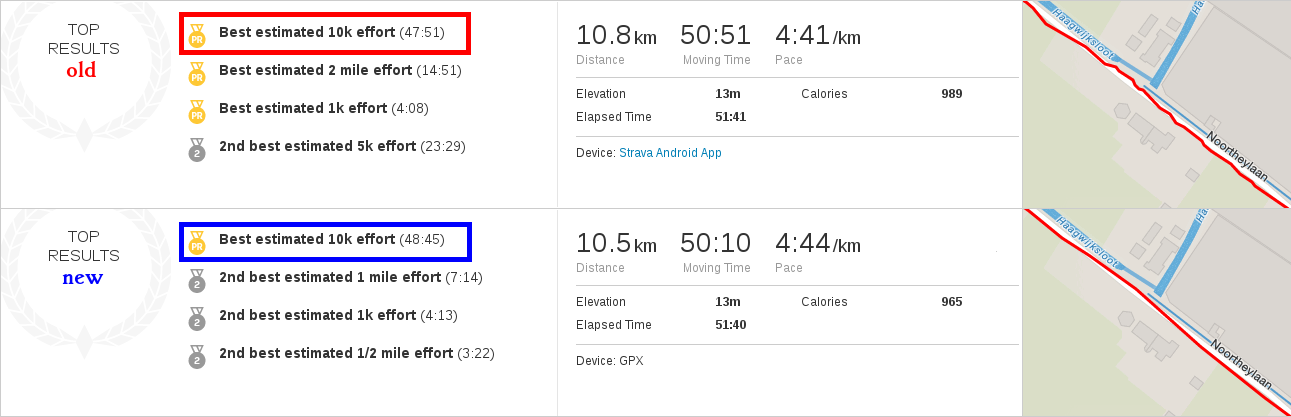 TOP
RESULTS
old
PR Best estimated 10k effort (47:51)
PR Best estimated 2 mile effort (14:51)
PR Best estimated 1k effort (4:08)
2 2nd best estimated 5k effort (23:29)
10.8 km 50:51 4:41/km
Distance Moving Time Pace
Elevation 13m Calories 989
Elapsed Time 51:41
Device: Strava Android App
Haagwijksloot
Ha
Noortheylaan
TOP
RESULTS
new
PR Best estimated 10k effort (48:45)
2 2nd best estimated 1 mile effort (7:14)
2 2nd best estimated 1k effort (4:13)
2 2nd best estimated 1/2 mile effort (3:22)
10.5 km 50:10 4:44/km
Distance Moving Time Pace
Elevation 13m Calories 965
Elapsed Time 51:40
Device: GPX
Haagwijksloot
Ha
Noortheylaan